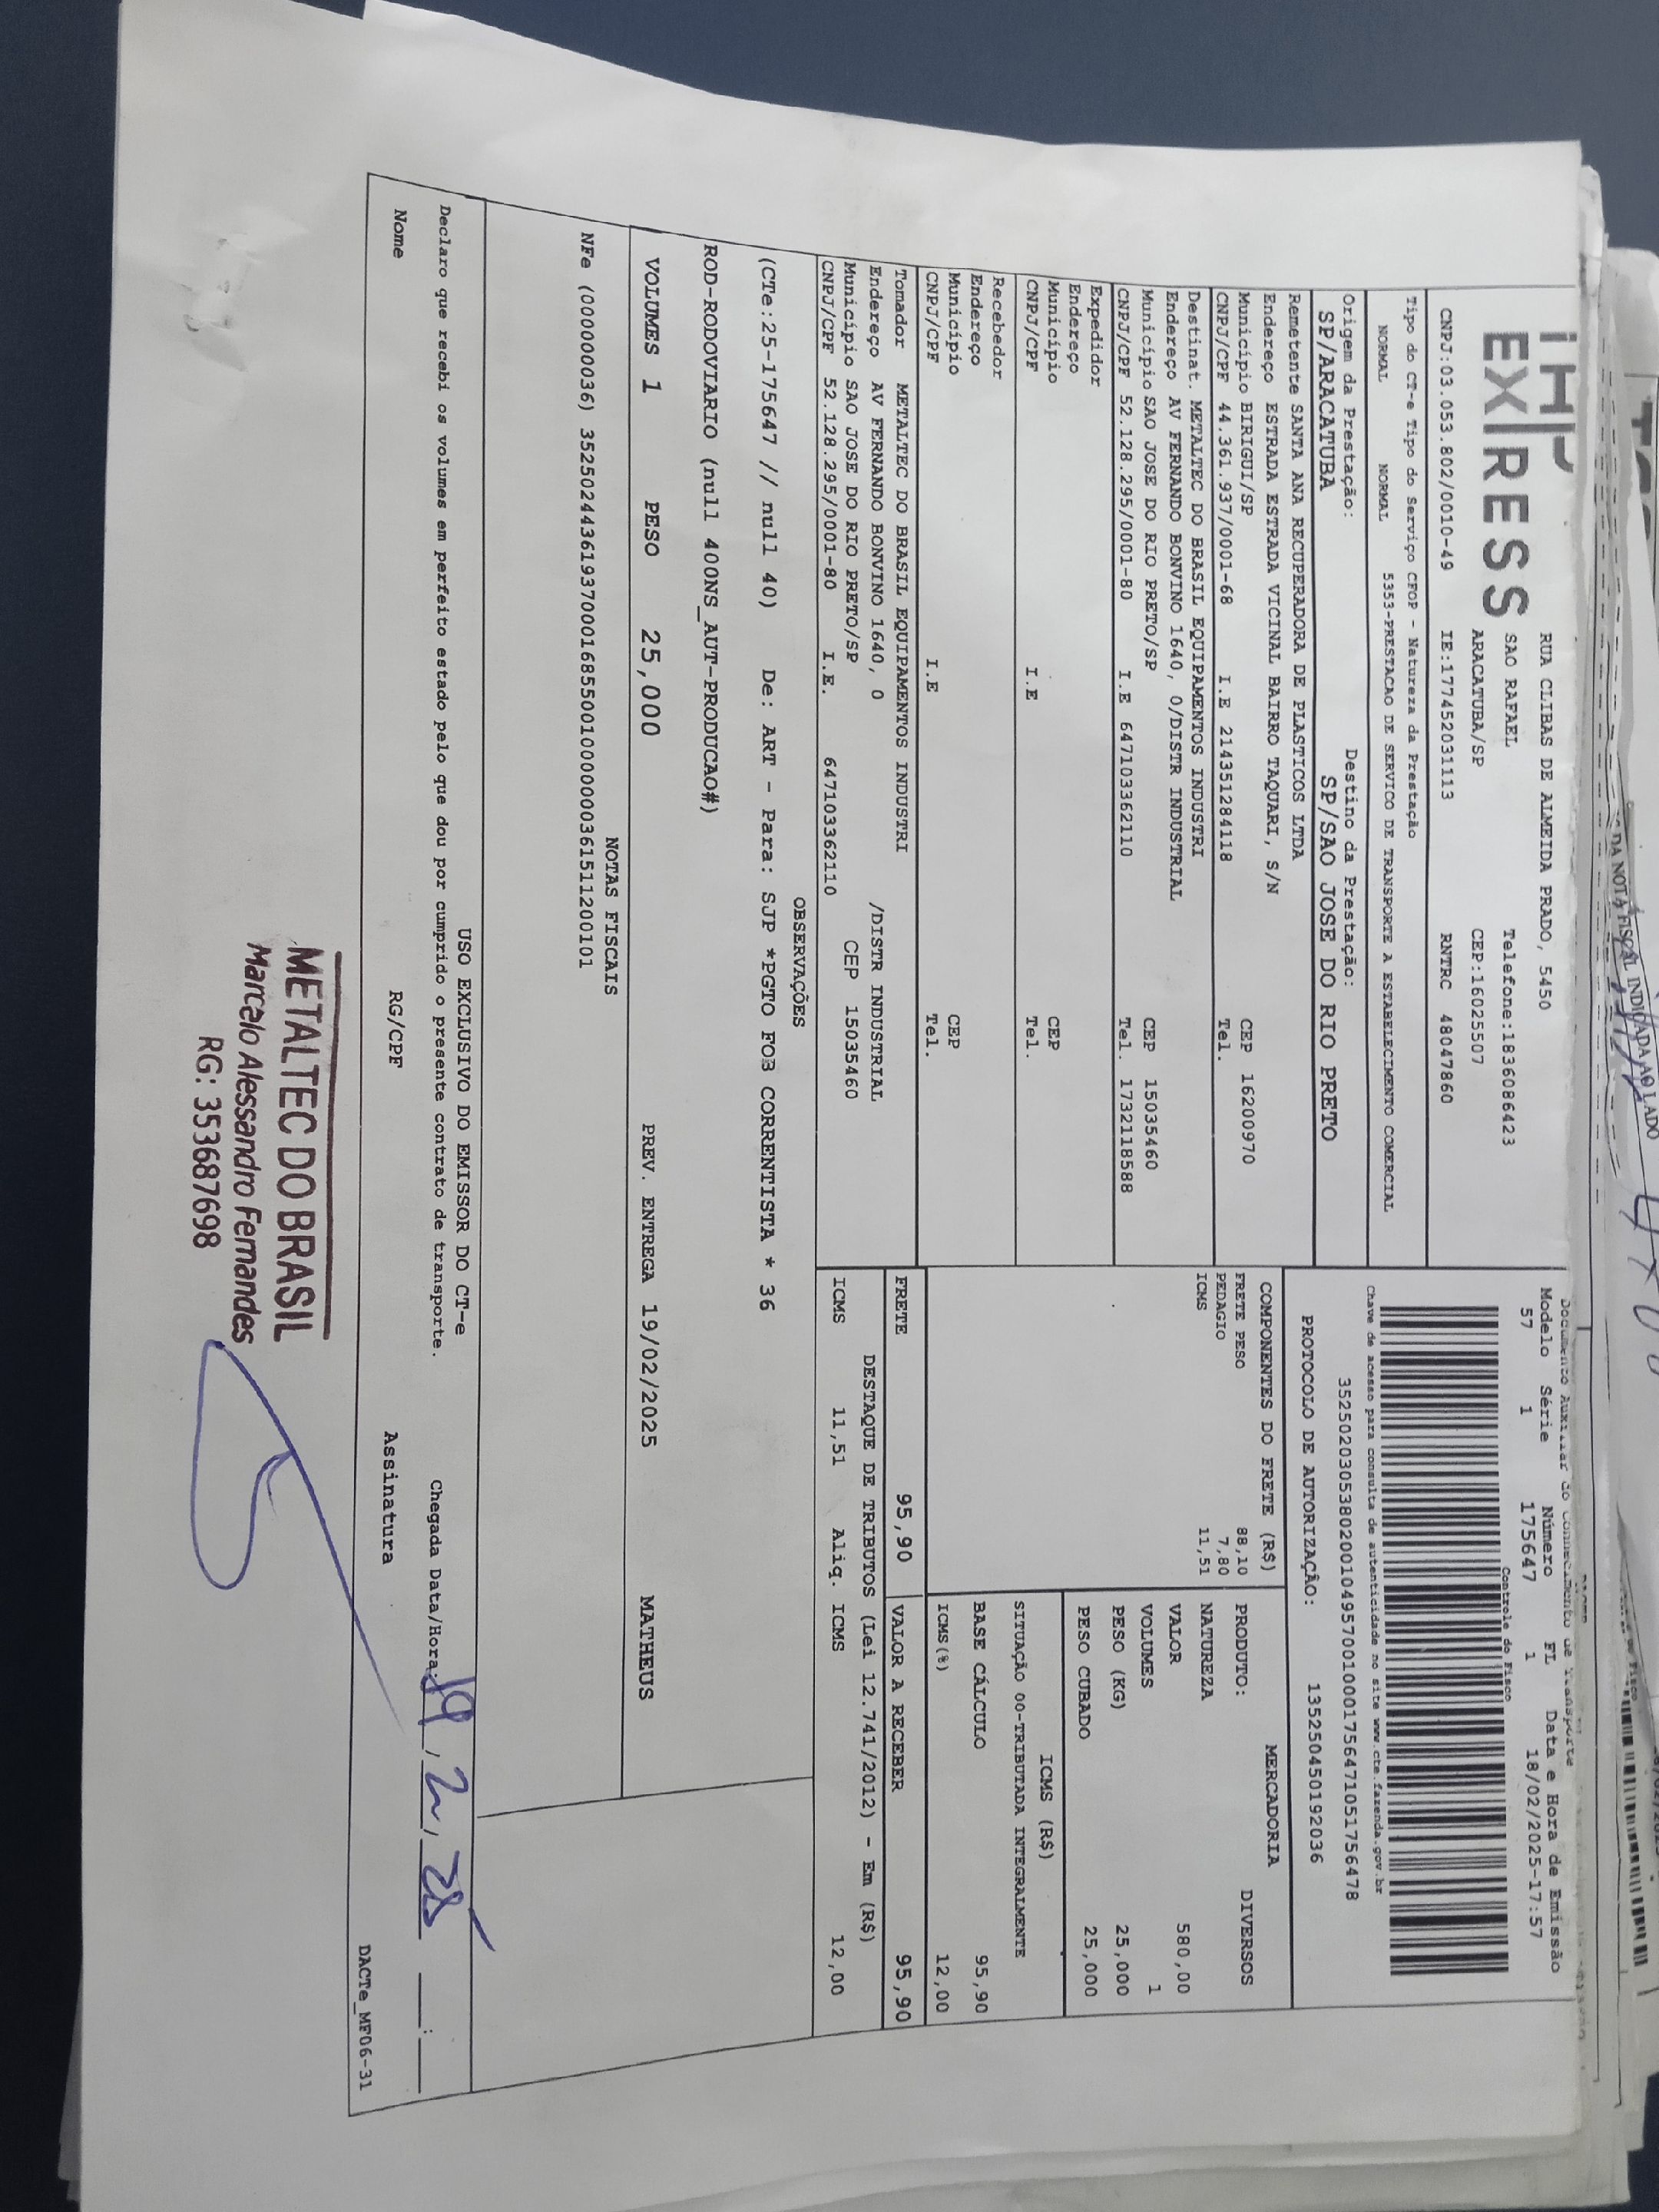 EXPRESS
RUA CLIBAS DE ALMEIDA PRADO, 5450
SAO RAFAEL Telefone:1836086423
ARACATUBA/SP CEP:16025507
CNPJ:03.053.802/0010-49 IE:177452031113 RNTRC 48047860
Modelo Série Número FL Data e Hora de Emissão
57 1 175647 1 18/02/2025-17:57
Controle do Fisco
Tipo do CT-e Tipo do Serviço CFOP - Natureza da Prestação
NORMAL NORMAL 5353-PRESTACAO DE SERVICO DE TRANSPORTE A ESTABELECIMENTO COMERCIAL
Chave de acesso para consulta de autenticidade no site www.cte.fazenda.gov.br
35250203053802001049570010001756471051756478
PROTOCOLO DE AUTORIZAÇÃO: 135250450192036
Origem da Prestação: Destino da Prestação:
SP/ARACATUBA SP/SAO JOSE DO RIO PRETO
Remetente SANTA ANA RECUPERADORA DE PLASTICOS LTDA
Endereço ESTRADA ESTRADA VICINAL BAIRRO TAQUARI, S/N
Município BIRIGUI/SP CEP 16200970
CNPJ/CPF 44.361.937/0001-68 I.E 214351284118 Tel.
Destinat. METALTEC DO BRASIL EQUIPAMENTOS INDUSTRI
Endereço AV FERNANDO BONVINO 1640, 0/DISTR INDUSTRIAL
Município SAO JOSE DO RIO PRETO/SP CEP 15035460
CNPJ/CPF 52.128.295/0001-80 I.E 647103362110 Tel. 1732118588
Expedidor
Endereço
Município CEP
CNPJ/CPF I.E Tel.
Recebedor
Endereço
Município CEP
CNPJ/CPF I.E Tel.
Tomador METALTEC DO BRASIL EQUIPAMENTOS INDUSTRI
Endereço AV FERNANDO BONVINO 1640, 0 /DISTR INDUSTRIAL
Município SAO JOSE DO RIO PRETO/SP CEP 15035460
CNPJ/CPF 52.128.295/0001-80 I.E. 647103362110
COMPONENTES DO FRETE (R$)
FRETE PESO 88,10
PEDAGIO 7,80
ICMS 11,51
MERCADORIA
PRODUTO: DIVERSOS
NATUREZA
VALOR 580,00
VOLUMES 1
PESO (KG) 25,000
PESO CUBADO 25,000
ICMS (R$)
SITUAÇÃO 00-TRIBUTADA INTEGRALMENTE
BASE CÁLCULO 95,90
ICMS(%) 12,00
FRETE 95,90 VALOR A RECEBER 95,90
DESTAQUE DE TRIBUTOS (Lei 12.741/2012) - Em (R$)
ICMS 11,51 Aliq. ICMS 12,00
OBSERVAÇÕES
(CTe:25-175647 // null 40) De: ART - Para: SJP *PGTO FOB CORRENTISTA * 36
ROD-RODOVIARIO (null 400NS_AUT-PRODUCAO#)
VOLUMES 1 PESO 25,000 PREV. ENTREGA 19/02/2025 MATHEUS
NOTAS FISCAIS
NFe (000000036) 35250244361937000168550010000000361511200101
USO EXCLUSIVO DO EMISSOR DO CT-e
Declaro que recebi os volumes em perfeito estado pelo que dou por cumprido o presente contrato de transporte. Chegada Data/Hora: 19, 2, 25
Nome RG/CPF Assinatura
DACTe_MF06-31
METALTEC DO BRASIL
Marcelo Alessandro Fernandes
RG: 353687698
DA NOTA FISCAL INDICADA AO LADO